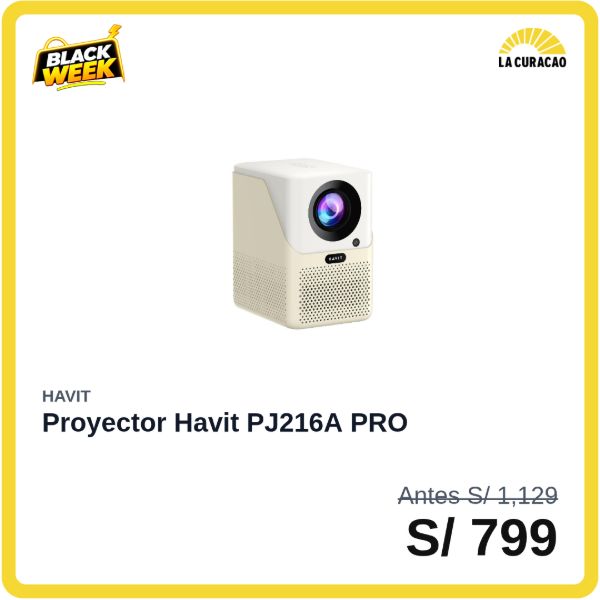 BLACK
WEEK
LA CURACAO
HAVIT
HAVIT
Proyector Havit PJ216A PRO
Antes S/ 1,129
S/ 799